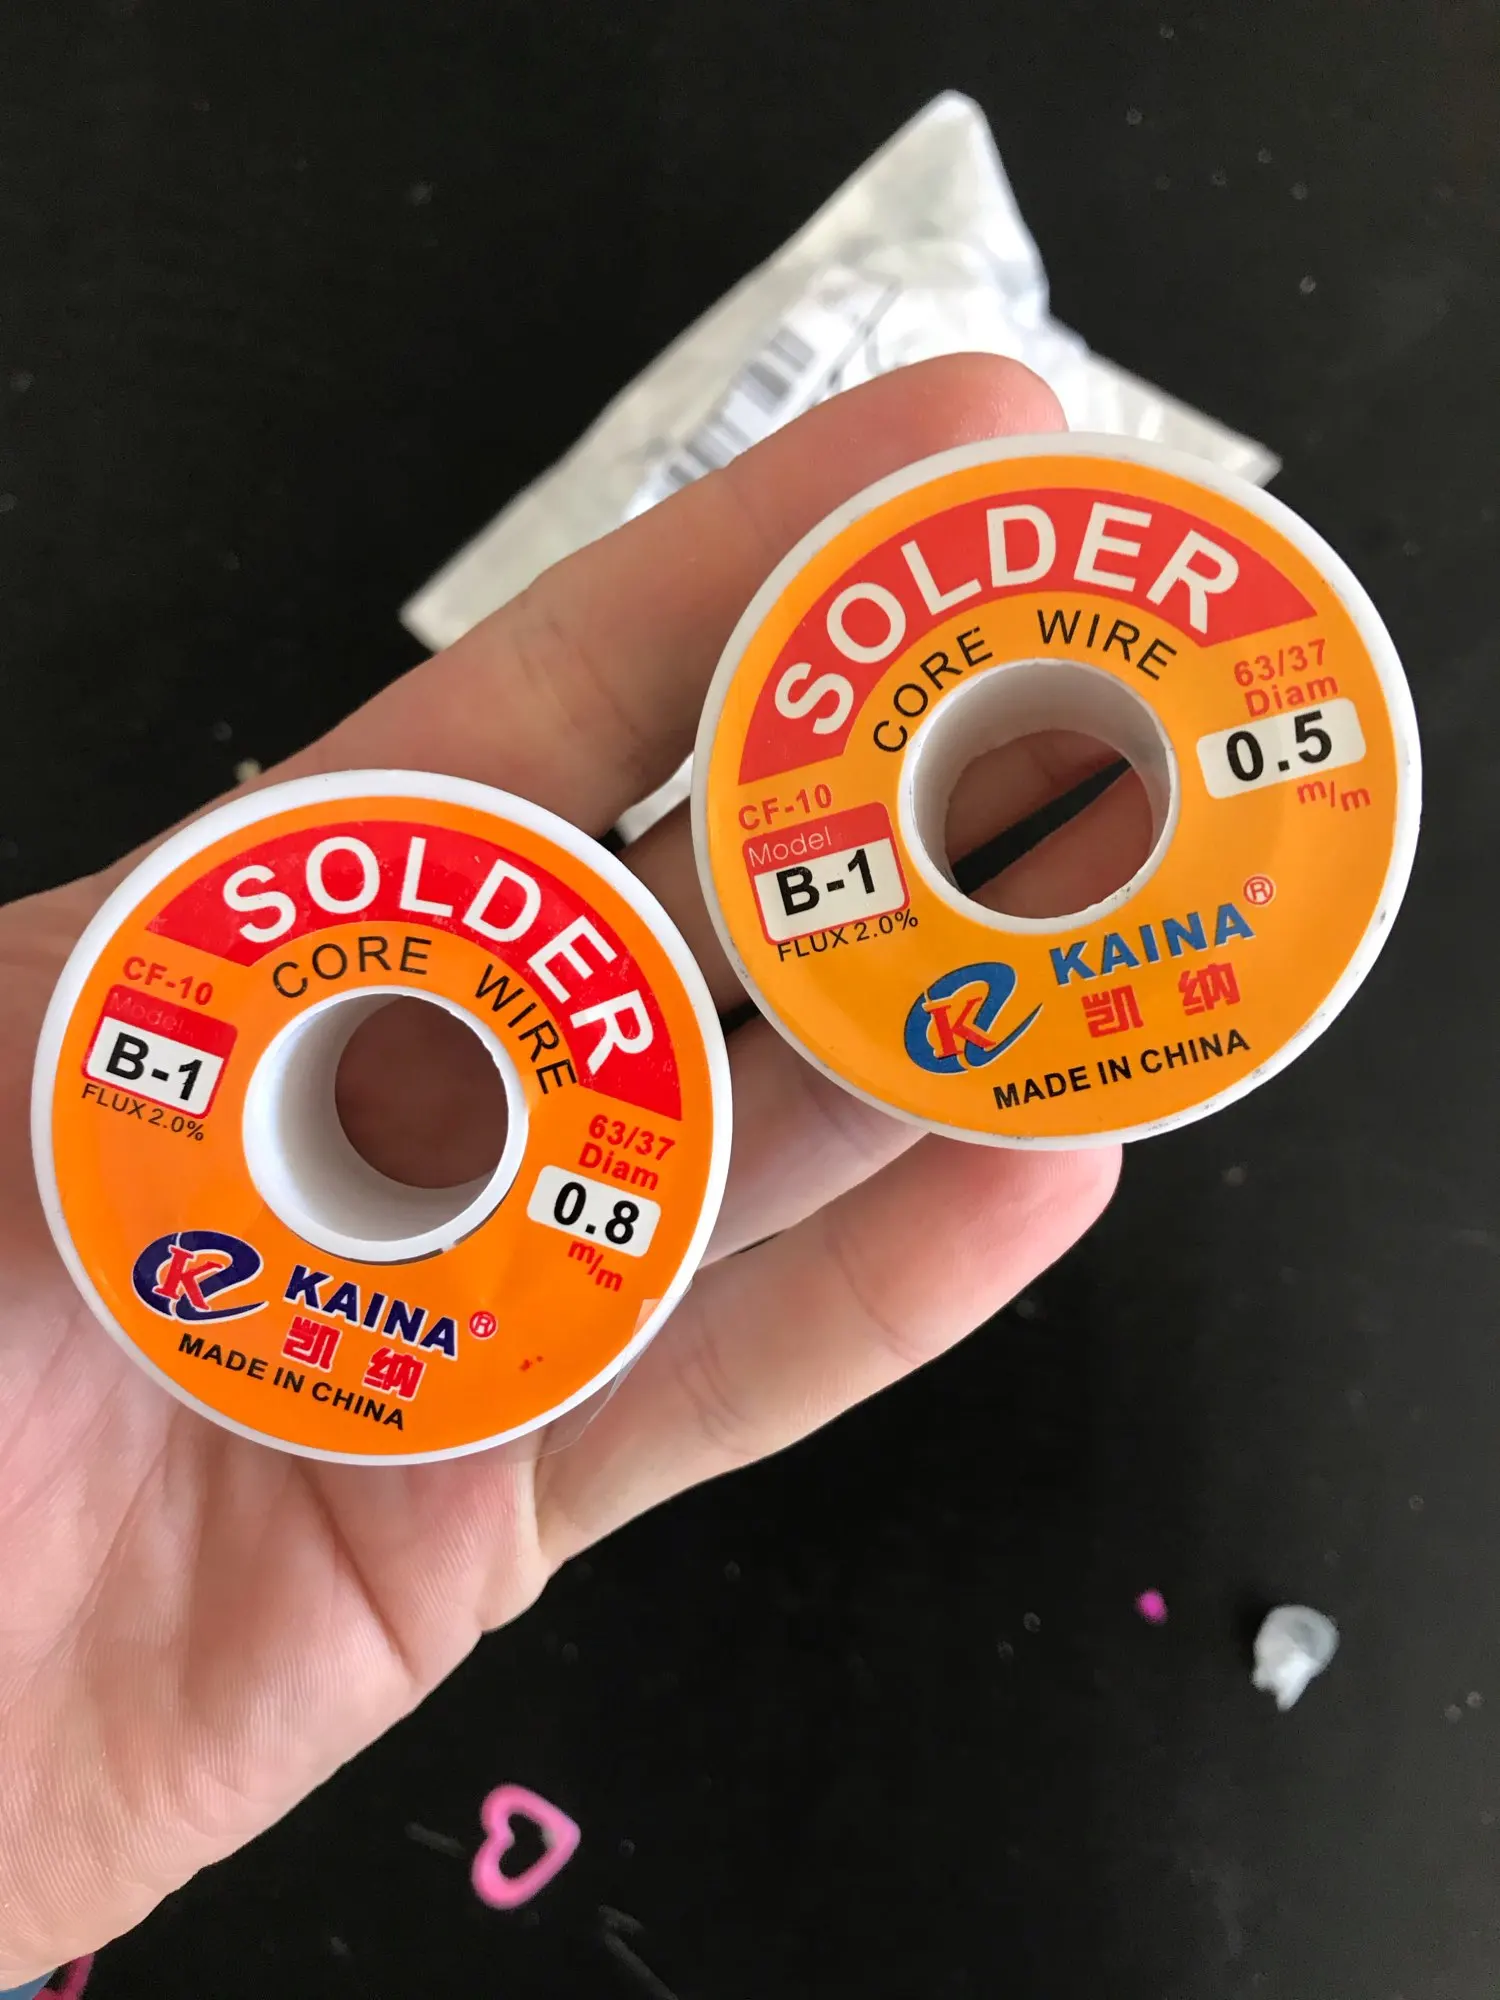 SOLDER
CORE WIRE
63/37
Diam
0.5
m/m
CF-10
Model
B-1
FLUX 2.0%
K
KAINA®
凯纳
MADE IN CHINA
SOLDER
CORE WIRE
CF-10
Model
B-1
FLUX 2.0%
63/37
Diam
0.8
m/m
K
KAINA®
凯纳
MADE IN CHINA